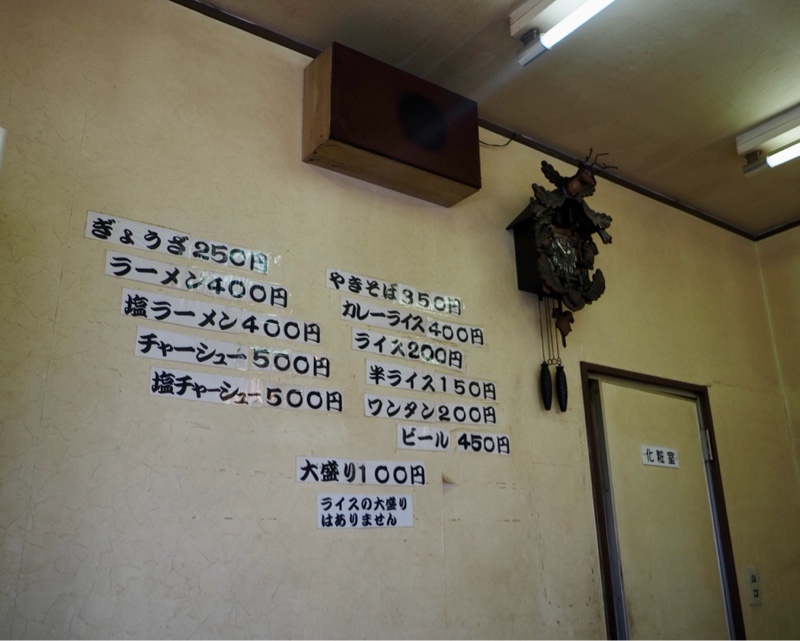 ぎょうざ250円
ラーメン400円
塩ラーメン400円
チャーシュー500円
塩チャーシュー500円
やきそば350円
カレーライス400円
ライス200円
半ライス150円
ワンタン200円
ビール 450円
大盛り100円
ライスの大盛り
はありません
化粧室